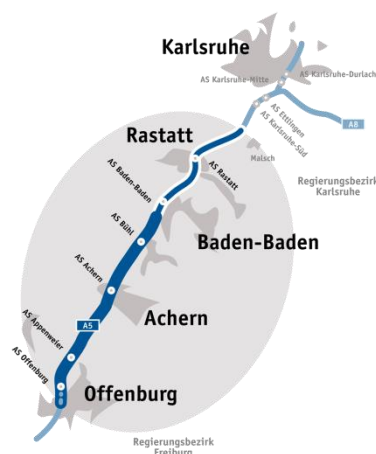 Karlsruhe
AS Karlsruhe-Mitte
AS Karlsruhe-Durlach
AS Ettlingen
AS Karlsruhe-Süd
A8
Rastatt
Malsch
AS Rastatt
AS Baden-Baden
Regierungsbezirk
Karlsruhe
AS Bühl
Baden-Baden
AS Achern
Achern
A5
AS Appenweier
AS Offenburg
Offenburg
Regierungsbezirk
Freiburg